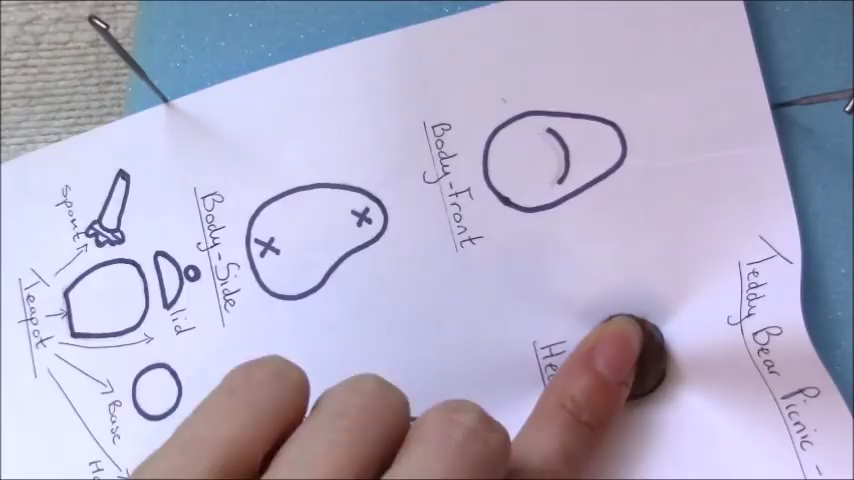 Teddy Bear Picnic -
Body-Front
Body-Side
Spout
Teapot
lid
Base